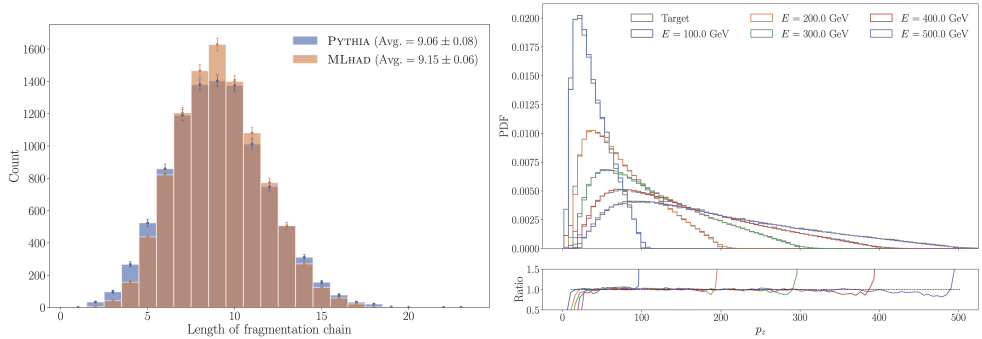 PYTHIA (Avg. = 9.06 ± 0.08)
MLHAD (Avg. = 9.15 ± 0.06)
1600
1400
1200
1000
800
600
400
200
0
Count
0 5 10 15 20
Length of fragmentation chain
Target
E = 100.0 GeV
E = 200.0 GeV
E = 300.0 GeV
E = 400.0 GeV
E = 500.0 GeV
0.0200
0.0175
0.0150
0.0125
0.0100
0.0075
0.0050
0.0025
0.0000
PDF
1.5
1.0
0.5
Ratio
0 100 200 300 400 500
p_z